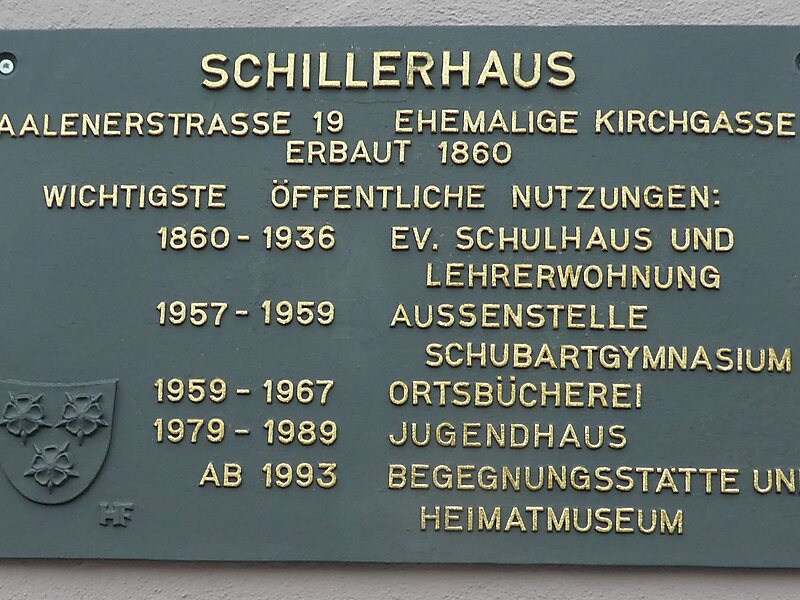 SCHILLERHAUS
AALENERSTRASSE 19 EHEMALIGE KIRCHGASSE
ERBAUT 1860
WICHTIGSTE ÖFFENTLICHE NUTZUNGEN:
1860 - 1936 EV. SCHULHAUS UND
LEHRERWOHNUNG
1957 - 1959 AUSSENSTELLE
SCHUBARTGYMNASIUM
1959 - 1967 ORTSBÜCHEREI
1979 - 1989 JUGENDHAUS
AB 1993 BEGEGNUNGSSTÄTTE UN
HEIMATMUSEUM
HF